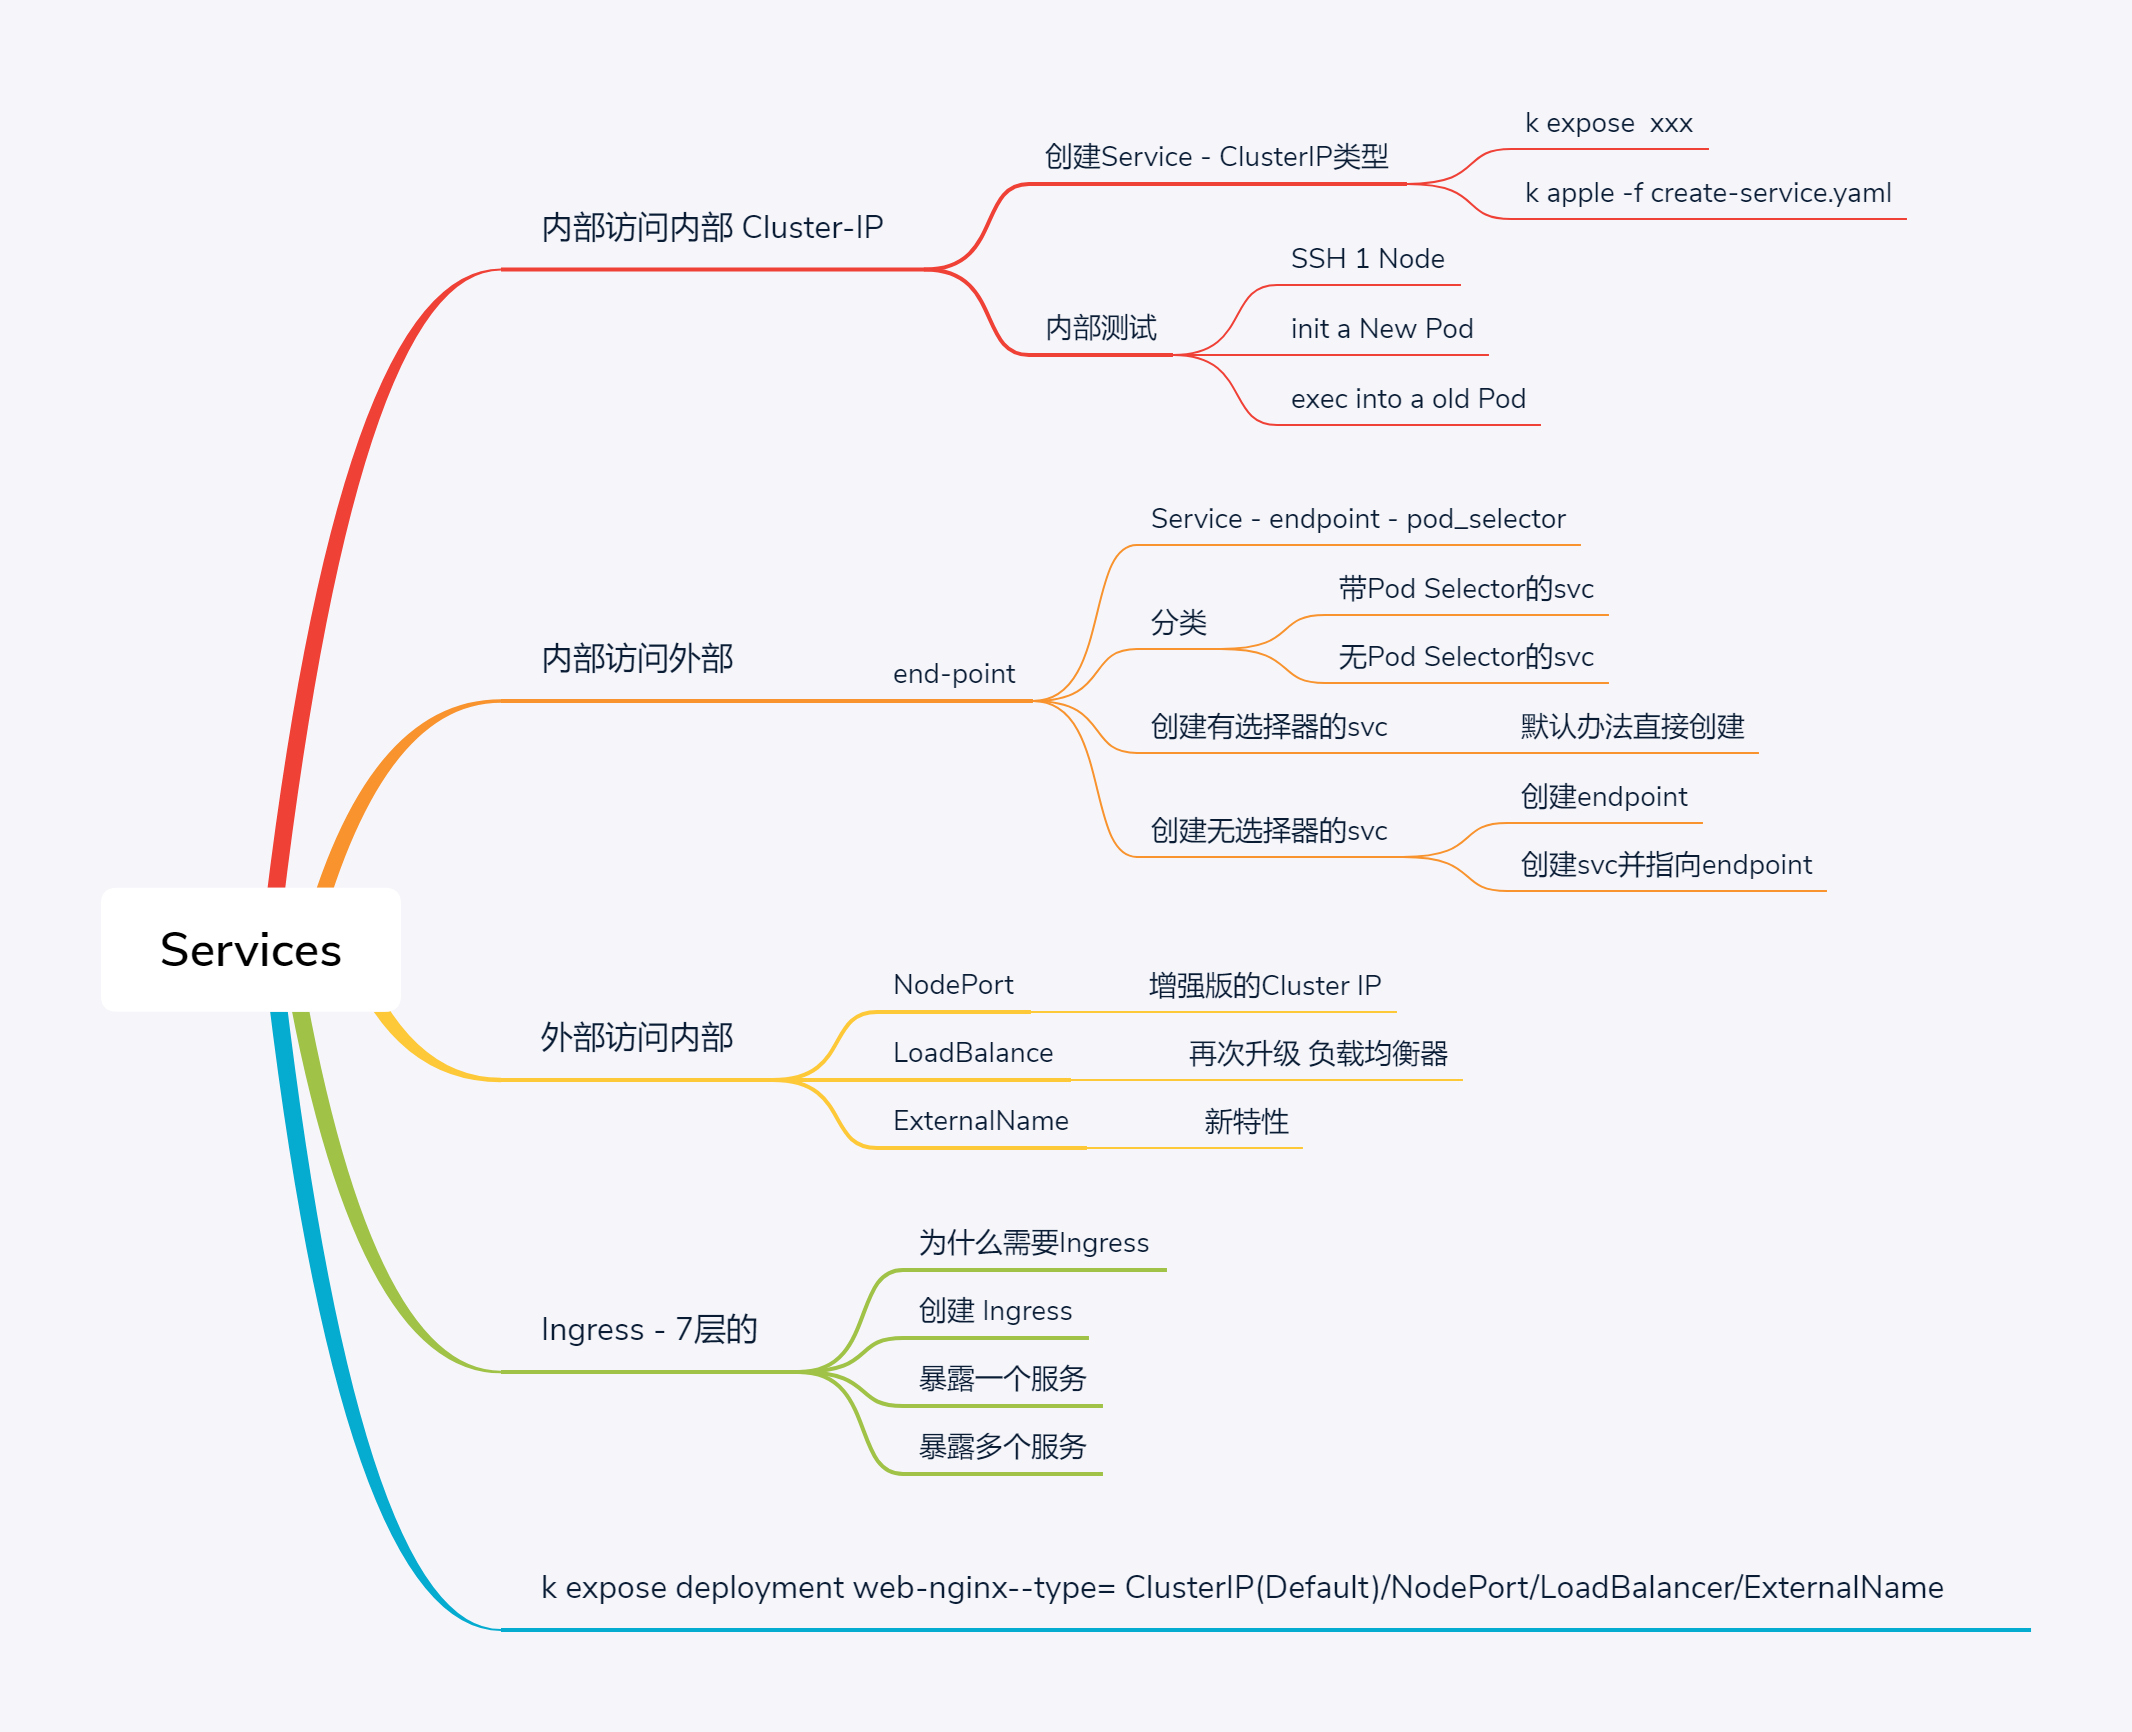 Services
内部访问内部 Cluster-IP
创建Service - ClusterIP类型
k expose  xxx
k apple -f create-service.yaml
内部测试
SSH 1 Node
init a New Pod
exec into a old Pod
内部访问外部
end-point
Service - endpoint - pod_selector
分类
带Pod Selector的svc
无Pod Selector的svc
创建有选择器的svc
默认办法直接创建
创建无选择器的svc
创建endpoint
创建svc并指向endpoint
外部访问内部
NodePort
增强版的Cluster IP
LoadBalance
再次升级 负载均衡器
ExternalName
新特性
Ingress - 7层的
为什么需要Ingress
创建 Ingress
暴露一个服务
暴露多个服务
k expose deployment web-nginx--type= ClusterIP(Default)/NodePort/LoadBalancer/ExternalName